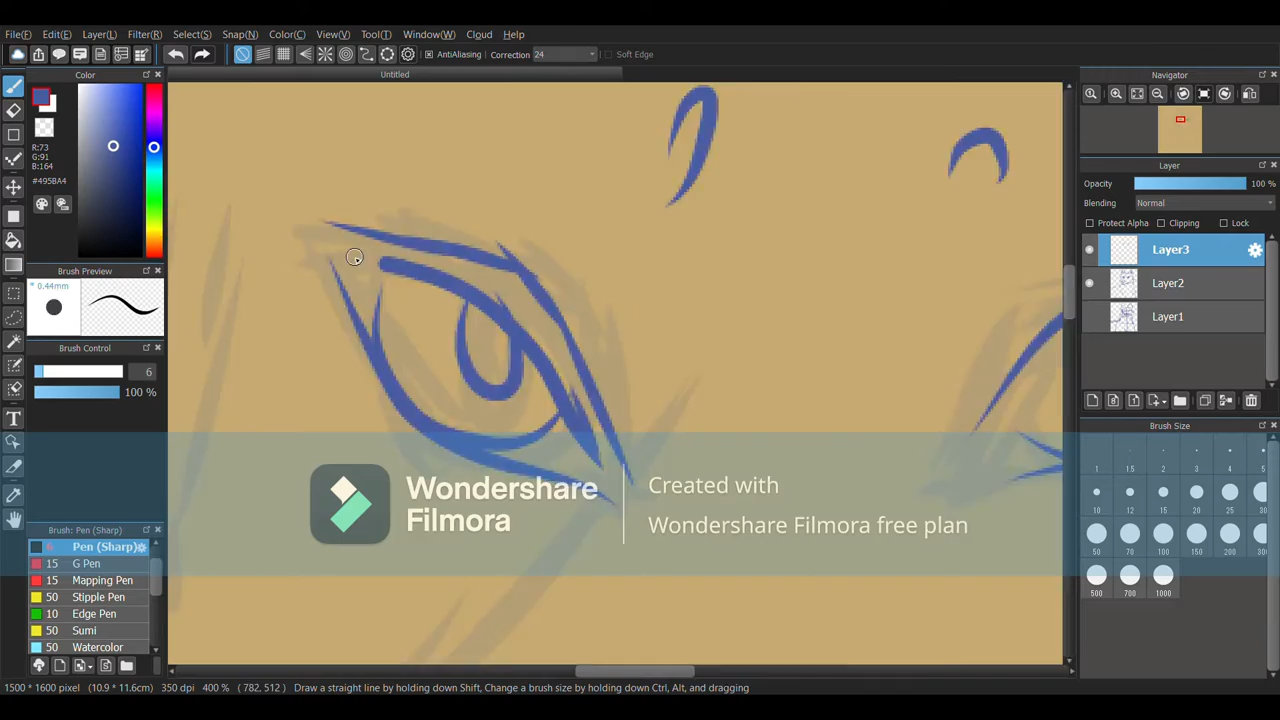 File(F) Edit(E) Layer(L) Filter(R) Select(S) Snap(N) Color(C) View(V) Tool(T) Window(W) Cloud Help
AntiAliasing Correction 24 Soft Edge
Color
Untitled
Navigator
R:73
G:91
B:164
#495BA4
Layer
Opacity 100 %
Blending Normal
Protect Alpha Clipping Lock
Layer3
Layer2
Layer1
Brush Preview
* 0.44mm
Brush Control
6
100 %
Brush Size
1 1.5 2 3 4 5
10 12 15 20 25 30
50 70 100 150 200 300
500 700 1000
Wondershare
Filmora
Created with
Wondershare Filmora free plan
Brush: Pen (Sharp)
6 Pen (Sharp)
15 G Pen
15 Mapping Pen
50 Stipple Pen
10 Edge Pen
50 Sumi
50 Watercolor
1500 * 1600 pixel (10.9 * 11.6cm) 350 dpi 400 % ( 782, 512 ) Draw a straight line by holding down Shift, Change a brush size by holding down Ctrl, Alt, and dragging